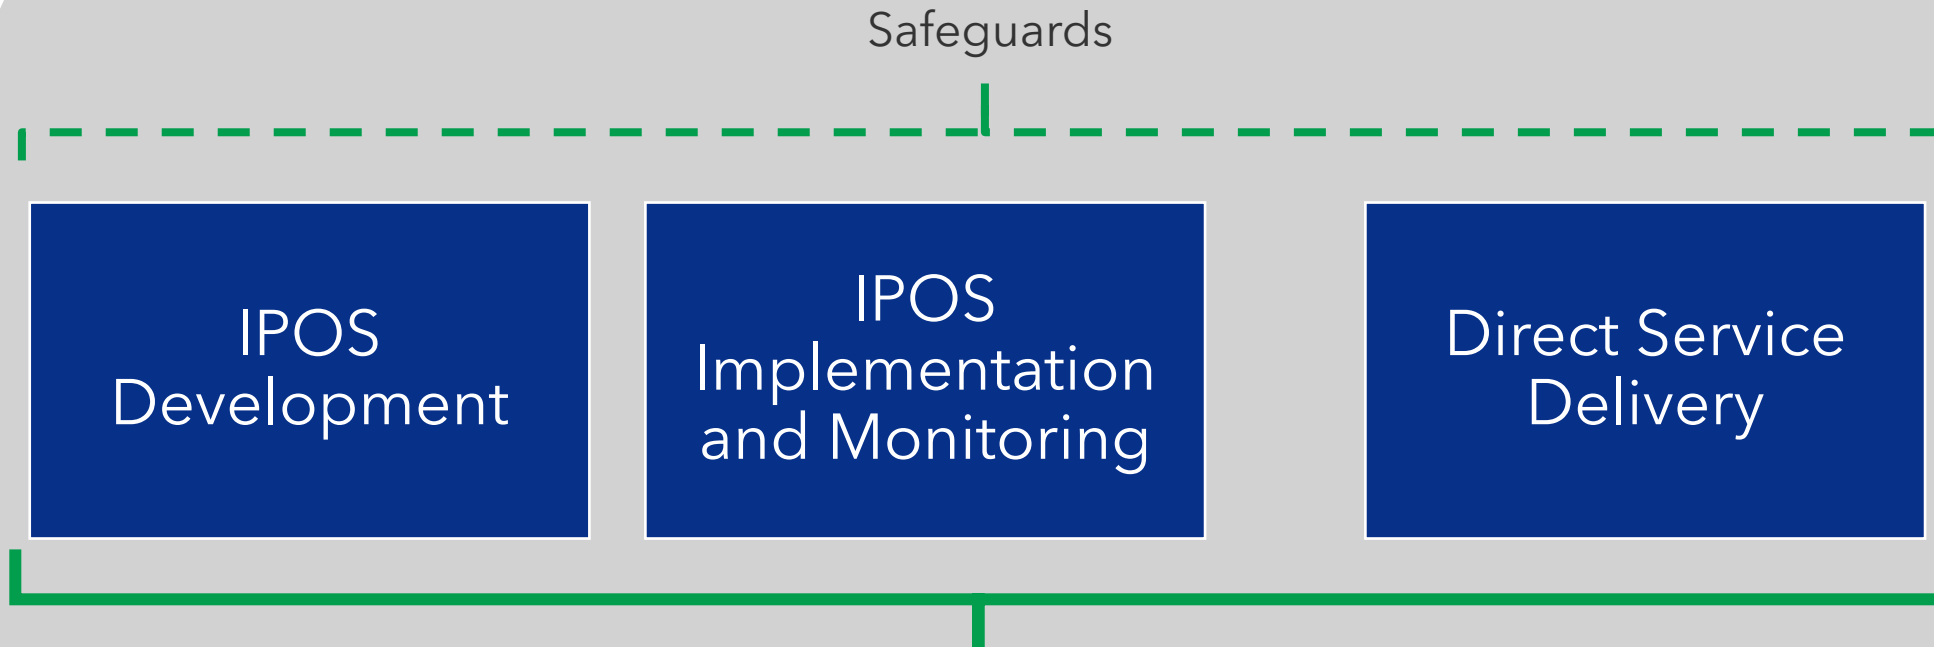 Safeguards
IPOS
Development
IPOS
Implementation
and Monitoring
Direct Service
Delivery